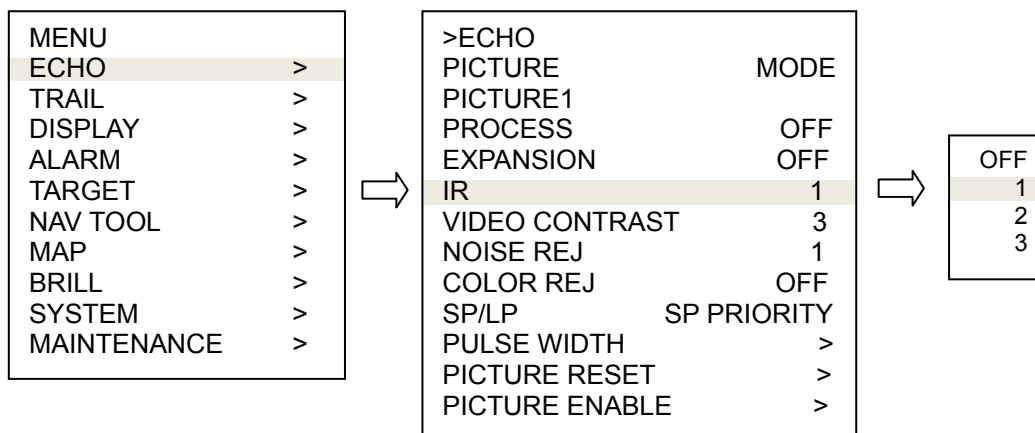 MENU
ECHO >
TRAIL >
DISPLAY >
ALARM >
TARGET >
NAV TOOL >
MAP >
BRILL >
SYSTEM >
MAINTENANCE >
>ECHO
PICTURE MODE
PICTURE1
PROCESS OFF
EXPANSION OFF
IR 1
VIDEO CONTRAST 3
NOISE REJ 1
COLOR REJ OFF
SP/LP SP PRIORITY
PULSE WIDTH >
PICTURE RESET >
PICTURE ENABLE >
OFF
1
2
3